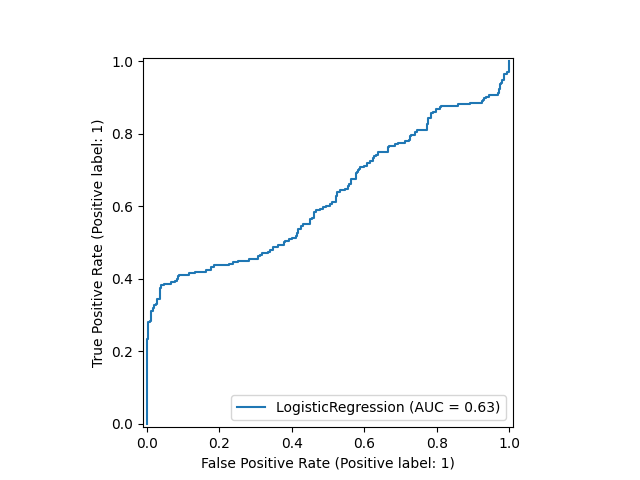 1.0
0.8
0.6
0.4
0.2
0.0
True Positive Rate (Positive label: 1)
LogisticRegression (AUC = 0.63)
0.0 0.2 0.4 0.6 0.8 1.0
False Positive Rate (Positive label: 1)